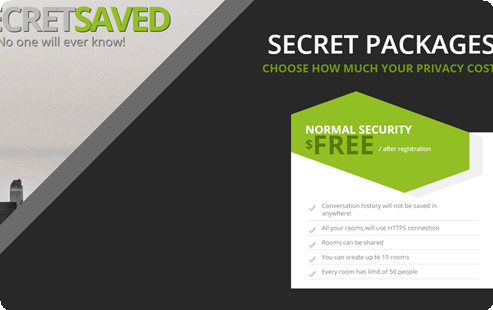 ECRETSAVED
No one will ever know!
SECRET PACKAGES
CHOOSE HOW MUCH YOUR PRIVACY COST
NORMAL SECURITY
$FREE / after registration
Conversation history will not be saved in
anywhere!
All your rooms will use HTTPS connection
Rooms can be shared
You can create up to 15 rooms
Every room has limit of 50 people